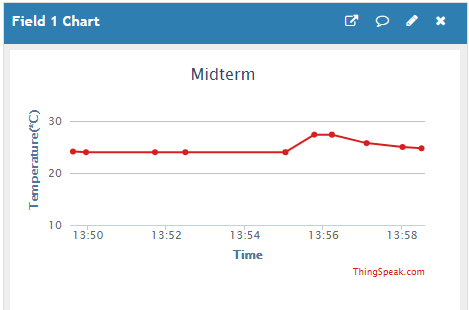 Field 1 Chart
Midterm
Temperature(°C)
30
20
10
13:50 13:52 13:54 13:56 13:58
Time
ThingSpeak.com